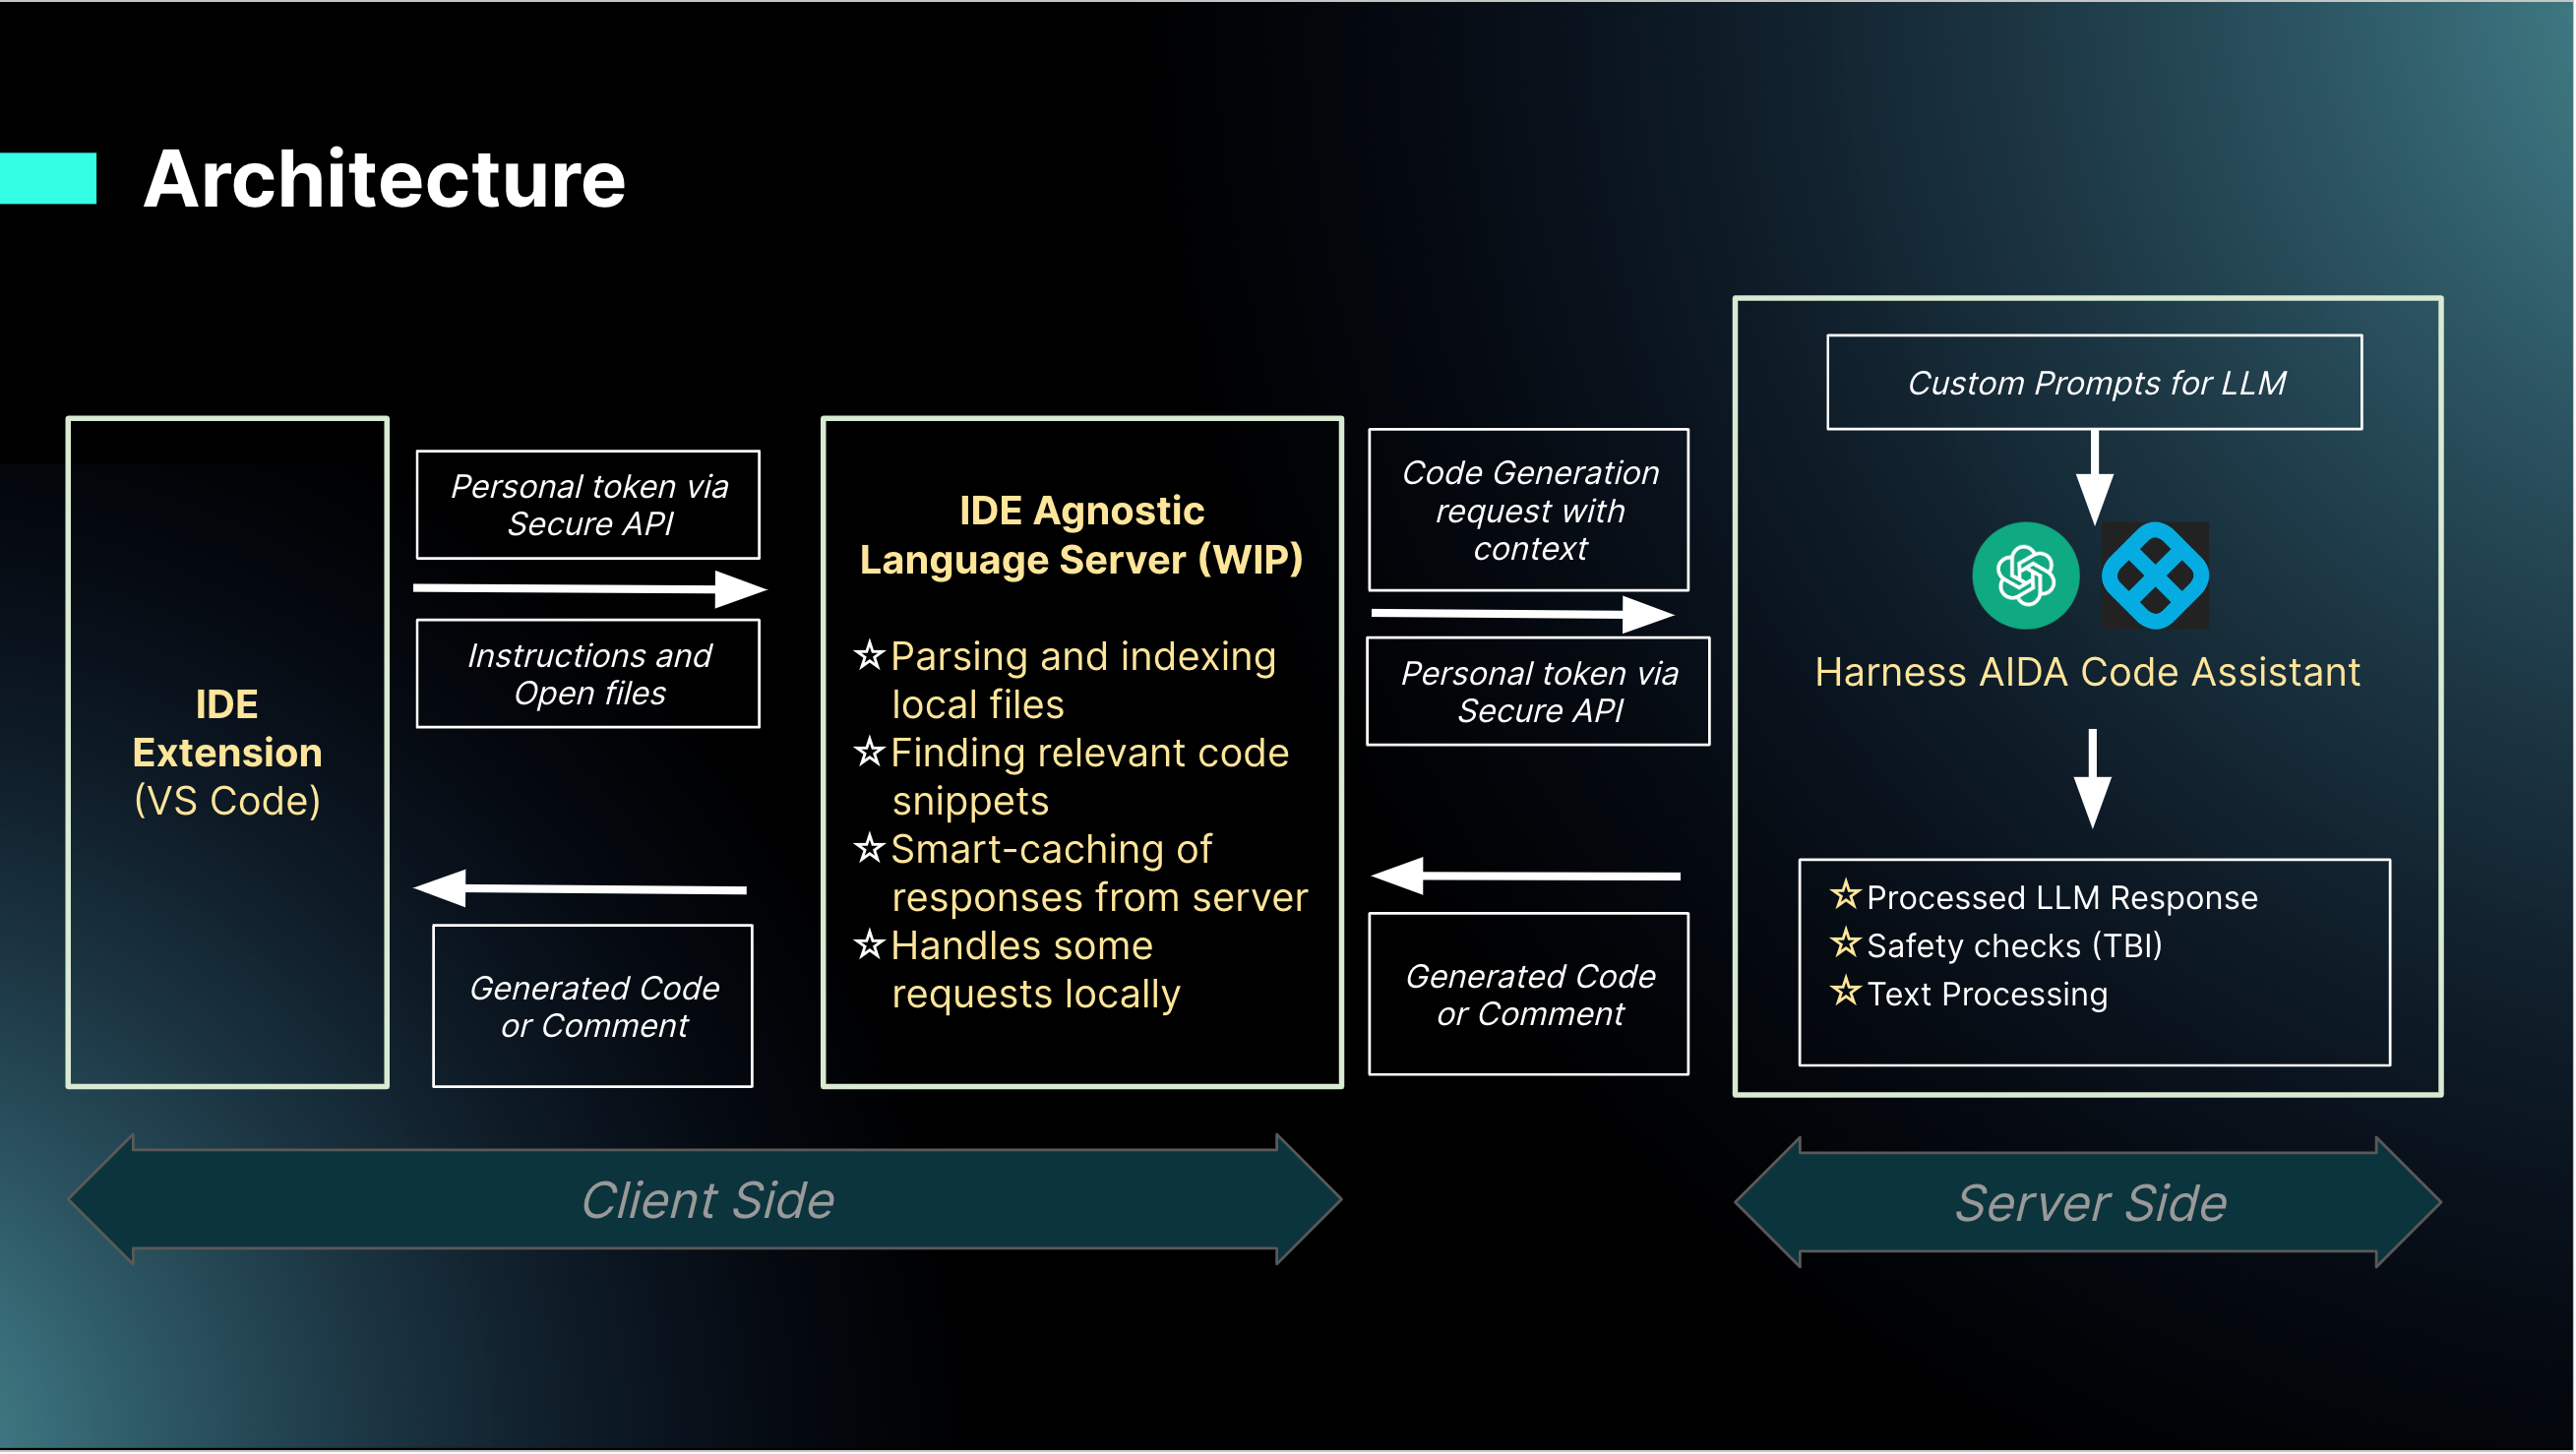 Architecture
IDE
Extension
(VS Code)
Personal token via
Secure API
Instructions and
Open files
Generated Code
or Comment
IDE Agnostic
Language Server (WIP)
☆Parsing and indexing
local files
☆Finding relevant code
snippets
☆Smart-caching of
responses from server
☆Handles some
requests locally
Code Generation
request with
context
Personal token via
Secure API
Generated Code
or Comment
Custom Prompts for LLM
Harness AIDA Code Assistant
☆Processed LLM Response
☆Safety checks (TBI)
☆Text Processing
Client Side
Server Side